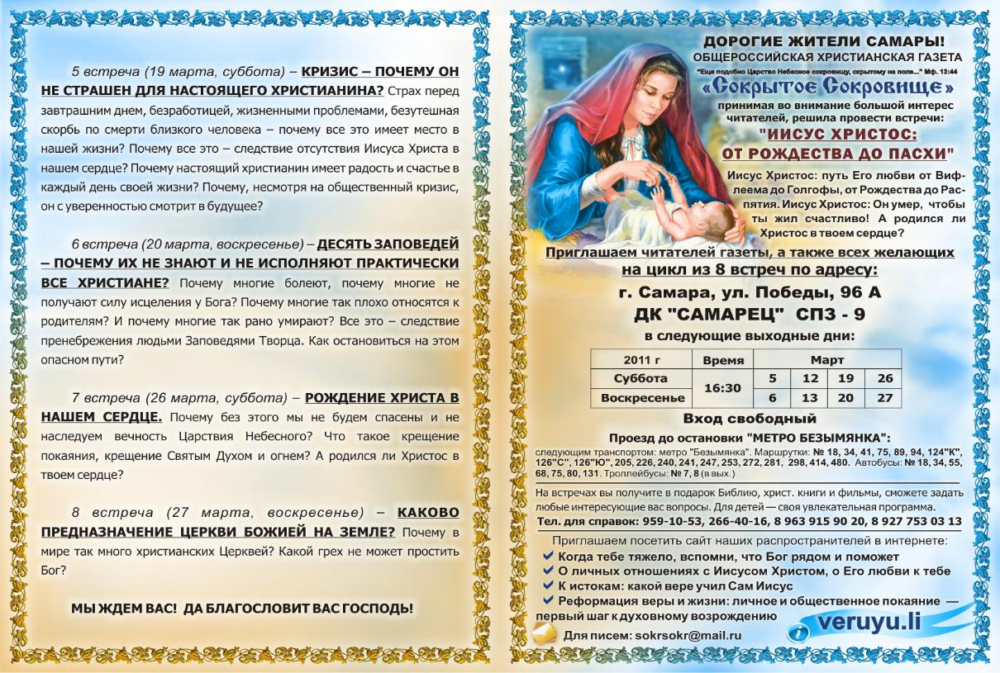 5 встреча (19 марта, суббота) – КРИЗИС – ПОЧЕМУ ОН
НЕ СТРАШЕН ДЛЯ НАСТОЯЩЕГО ХРИСТИАНИНА? Страх перед
завтрашним днем, безработицей, жизненными проблемами, безутешная
скорбь по смерти близкого человека – почему все это имеет место в
нашей жизни? Почему все это – следствие отсутствия Иисуса Христа в
нашем сердце? Почему настоящий христианин имеет радость и счастье в
каждый день своей жизни? Почему, несмотря на общественный кризис,
он с уверенностью смотрит в будущее?
6 встреча (20 марта, воскресенье) – ДЕСЯТЬ ЗАПОВЕДЕЙ
– ПОЧЕМУ ИХ НЕ ЗНАЮТ И НЕ ИСПОЛНЯЮТ ПРАКТИЧЕСКИ
ВСЕ ХРИСТИАНЕ? Почему многие болеют, почему многие не
получают силу исцеления у Бога? Почему многие так плохо относятся к
родителям? И почему многие так рано умирают? Все это – следствие
пренебрежения людьми Заповедями Творца. Как остановиться на этом
опасном пути?
7 встреча (26 марта, суббота) – РОЖДЕНИЕ ХРИСТА В
НАШЕМ СЕРДЦЕ. Почему без этого мы не будем спасены и не
наследуем вечность Царствия Небесного? Что такое крещение
покаяния, крещение Святым Духом и огнем? А родился ли Христос в
твоем сердце?
8 встреча (27 марта, воскресенье) – КАКОВО
ПРЕДНАЗНАЧЕНИЕ ЦЕРКВИ БОЖИЕЙ НА ЗЕМЛЕ? Почему в
мире так много христианских Церквей? Какой грех не может простить
Бог?
МЫ ЖДЕМ ВАС! ДА БЛАГОСЛОВИТ ВАС ГОСПОДЬ!
ДОРОГИЕ ЖИТЕЛИ САМАРЫ!
ОБЩЕРОССИЙСКАЯ ХРИСТИАНСКАЯ ГАЗЕТА
"Еще подобно Царство Небесное сокровищу, скрытому на поле..." Мф. 13:44
«Сокрытое Сокровище»
принимая во внимание большой интерес
читателей, решила провести встречи:
"ИИСУС ХРИСТОС:
ОТ РОЖДЕСТВА ДО ПАСХИ"
Иисус Христос: путь Его любви от Виф-
леема до Голгофы, от Рождества до Рас-
пятия. Иисус Христос: Он умер, чтобы
ты жил счастливо! А родился ли
Христос в твоем сердце?
Приглашаем читателей газеты, а также всех желающих
на цикл из 8 встреч по адресу:
г. Самара, ул. Победы, 96 А
ДК "САМАРЕЦ" СПЗ - 9
в следующие выходные дни:
2011 г Время Март
Суббота 16:30 5 12 19 26
Воскресенье 6 13 20 27
Вход свободный
Проезд до остановки "МЕТРО БЕЗЫМЯНКА":
следующим транспортом: метро "Безымянка". Маршрутки: № 18, 34, 41, 75, 89, 94, 124"К",
126"С", 126"Ю", 205, 226, 240, 241, 247, 253, 272, 281, 298, 414, 480. Автобусы: № 18, 34, 55,
68, 75, 80, 131. Троллейбусы: № 7, 8 (в вых.)
На встречах вы получите в подарок Библию, христ. книги и фильмы, сможете задать
любые интересующие вас вопросы. Для детей — своя увлекательная программа.
Тел. для справок: 959-10-53, 266-40-16, 8 963 915 90 20, 8 927 753 03 13
Приглашаем посетить сайт наших распространителей в интернете:
Когда тебе тяжело, вспомни, что Бог рядом и поможет
О личных отношениях с Иисусом Христом, о Его любви к тебе
К истокам: какой вере учил Сам Иисус
Реформация веры и жизни: личное и общественное покаяние —
первый шаг к духовному возрождению
veruyu.li
Для писем: sokrsokr@mail.ru